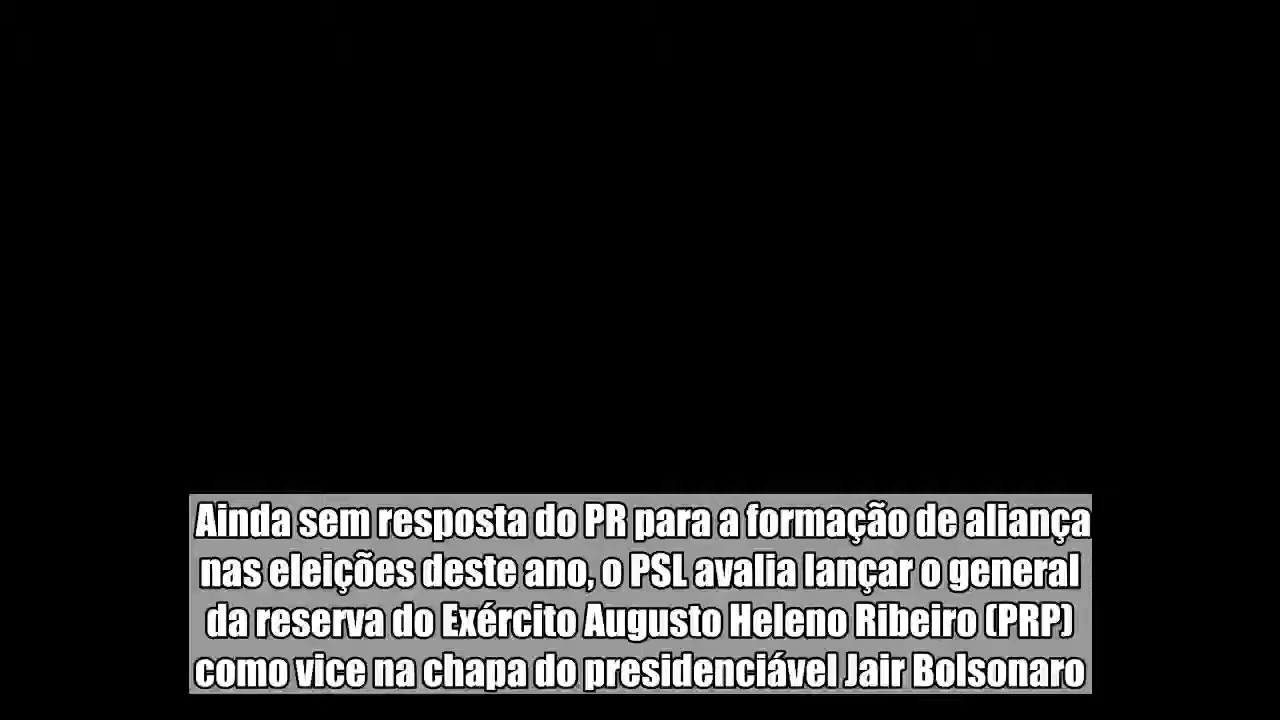 Ainda sem resposta do PR para a formação de aliança
nas eleições deste ano, o PSL avalia lançar o general
da reserva do Exército Augusto Heleno Ribeiro (PRP)
como vice na chapa do presidenciável Jair Bolsonaro